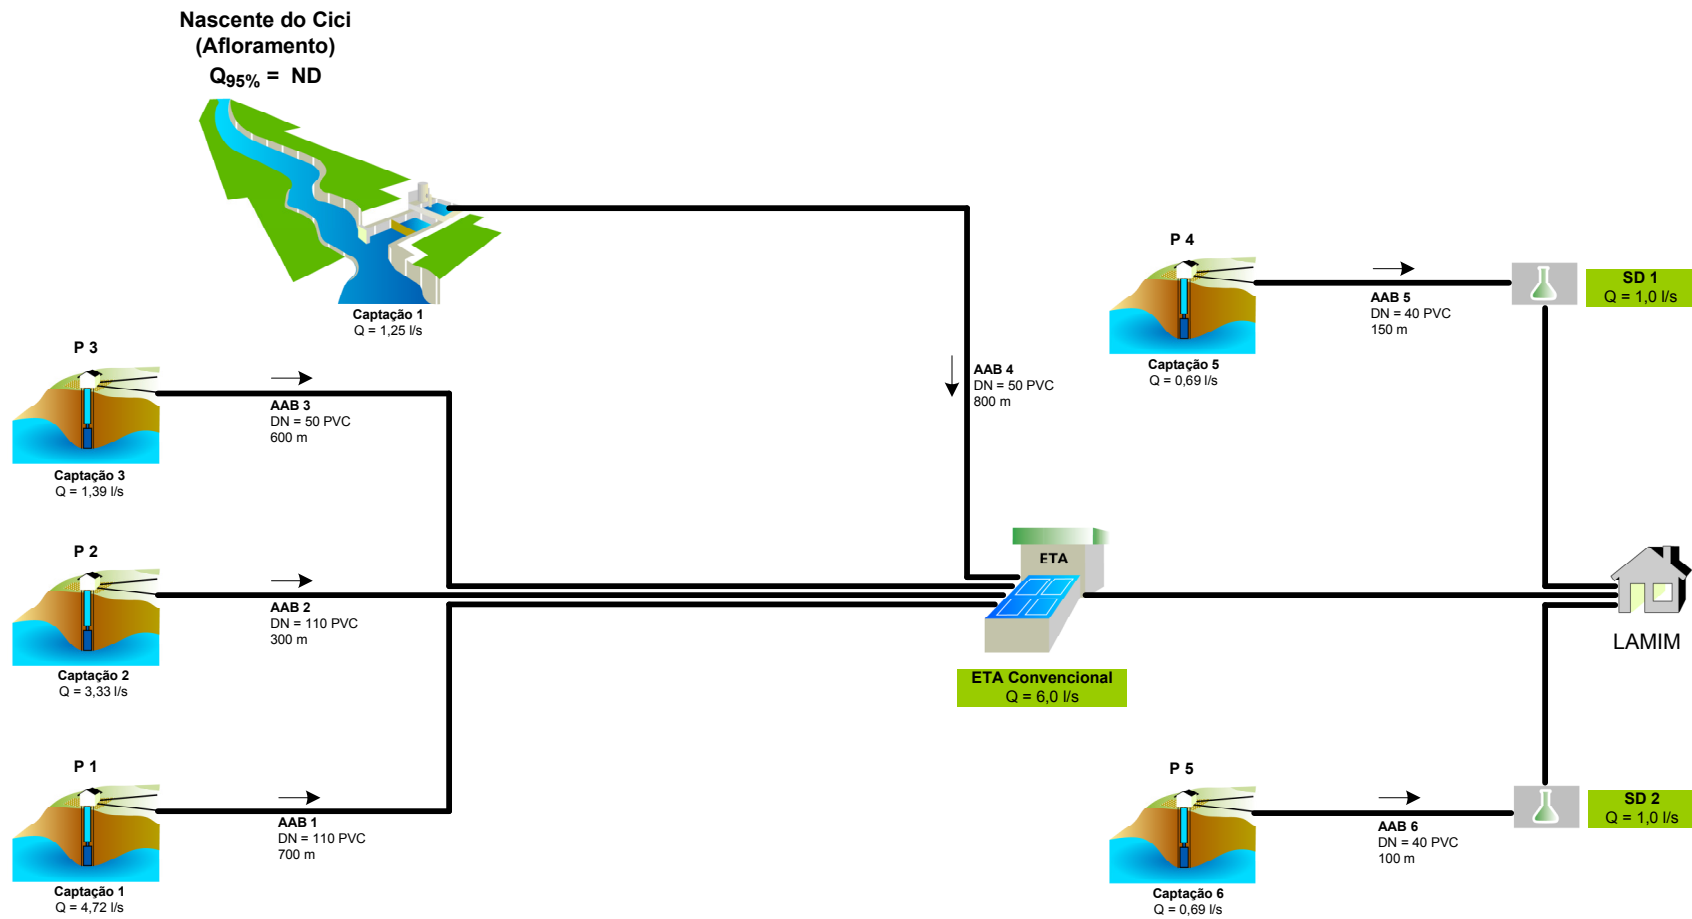 Nascente do Cici
(Afloramento)
Q95% = ND
Captação 1
Q = 1,25 l/s
P 3
AAB 3
DN = 50 PVC
600 m
Captação 3
Q = 1,39 l/s
P 2
AAB 2
DN = 110 PVC
300 m
Captação 2
Q = 3,33 l/s
P 1
AAB 1
DN = 110 PVC
700 m
Captação 1
Q = 4,72 l/s
AAB 4
DN = 50 PVC
800 m
ETA
ETA Convencional
Q = 6,0 l/s
P 4
AAB 5
DN = 40 PVC
150 m
Captação 5
Q = 0,69 l/s
SD 1
Q = 1,0 l/s
LAMIM
P 5
AAB 6
DN = 40 PVC
100 m
Captação 6
Q = 0,69 l/s
SD 2
Q = 1,0 l/s